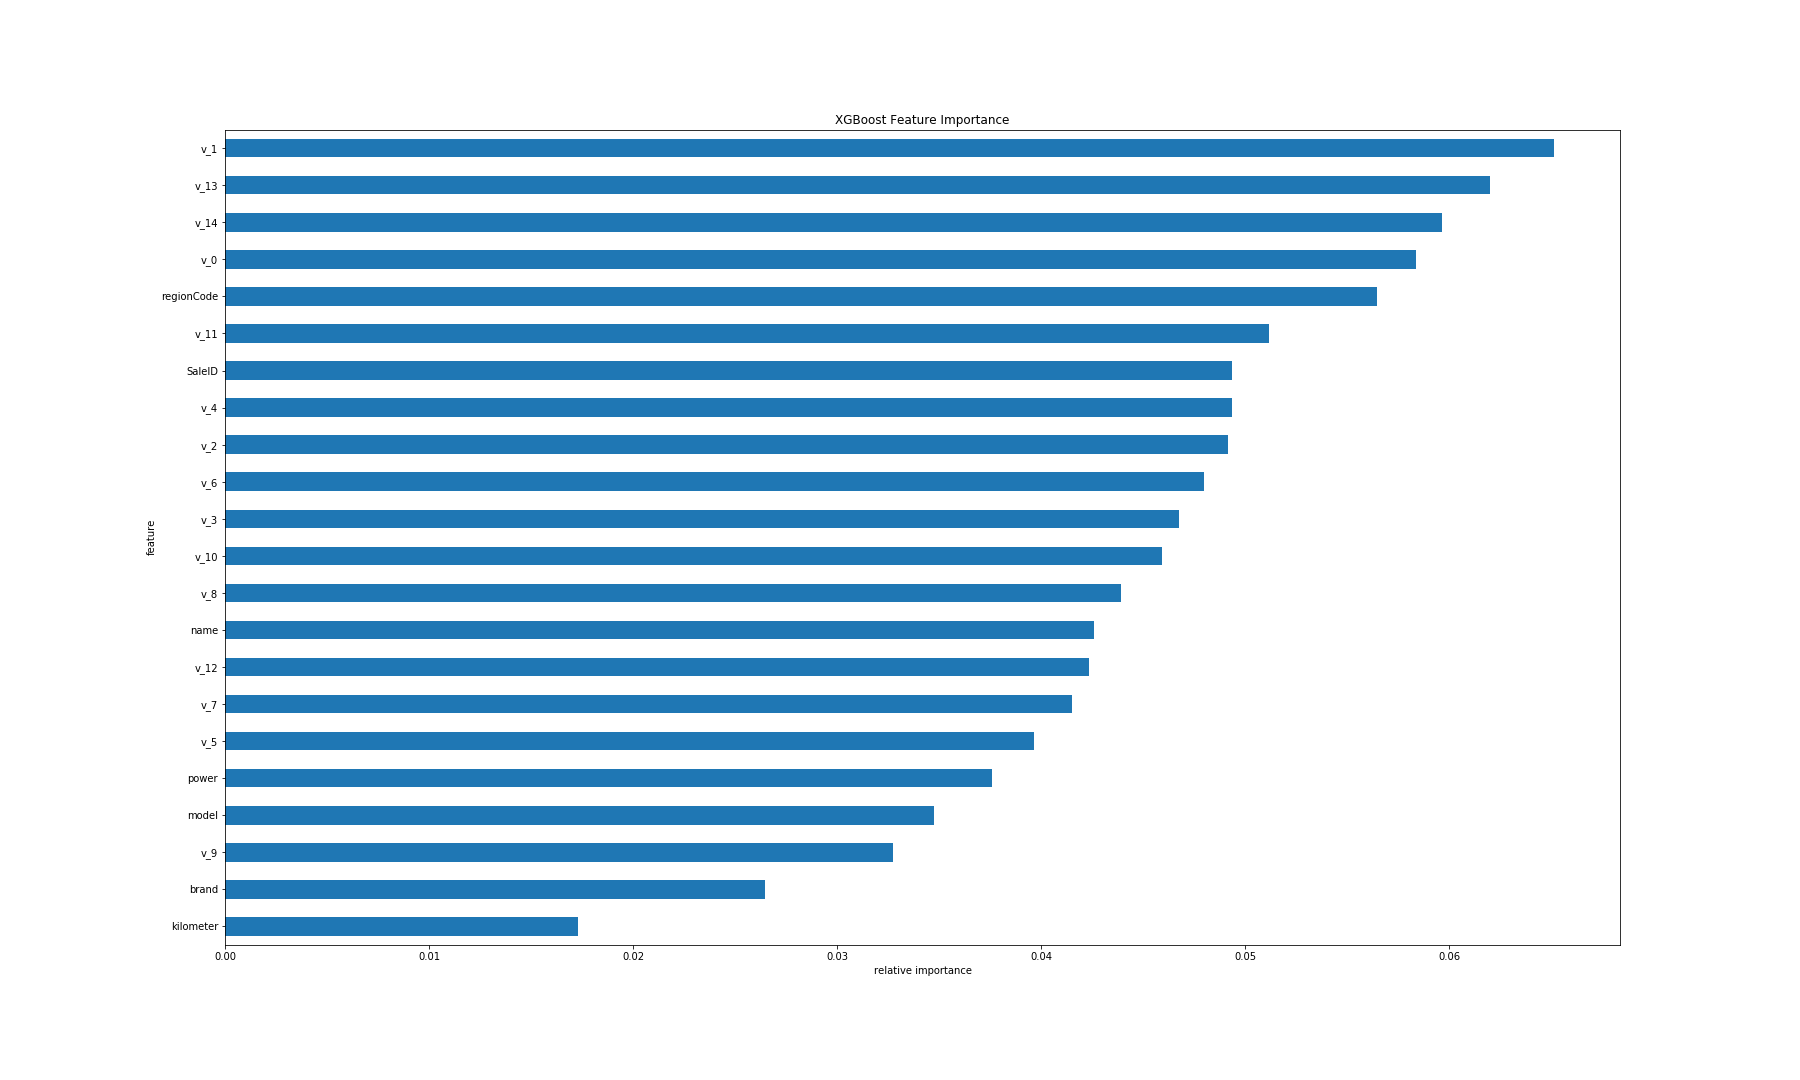 XGBoost Feature Importance
v_1
v_13
v_14
v_0
regionCode
v_11
SaleID
v_4
v_2
v_6
v_3
v_10
v_8
name
v_12
v_7
v_5
power
model
v_9
brand
kilometer
feature
0.00 0.01 0.02 0.03 0.04 0.05 0.06
relative importance